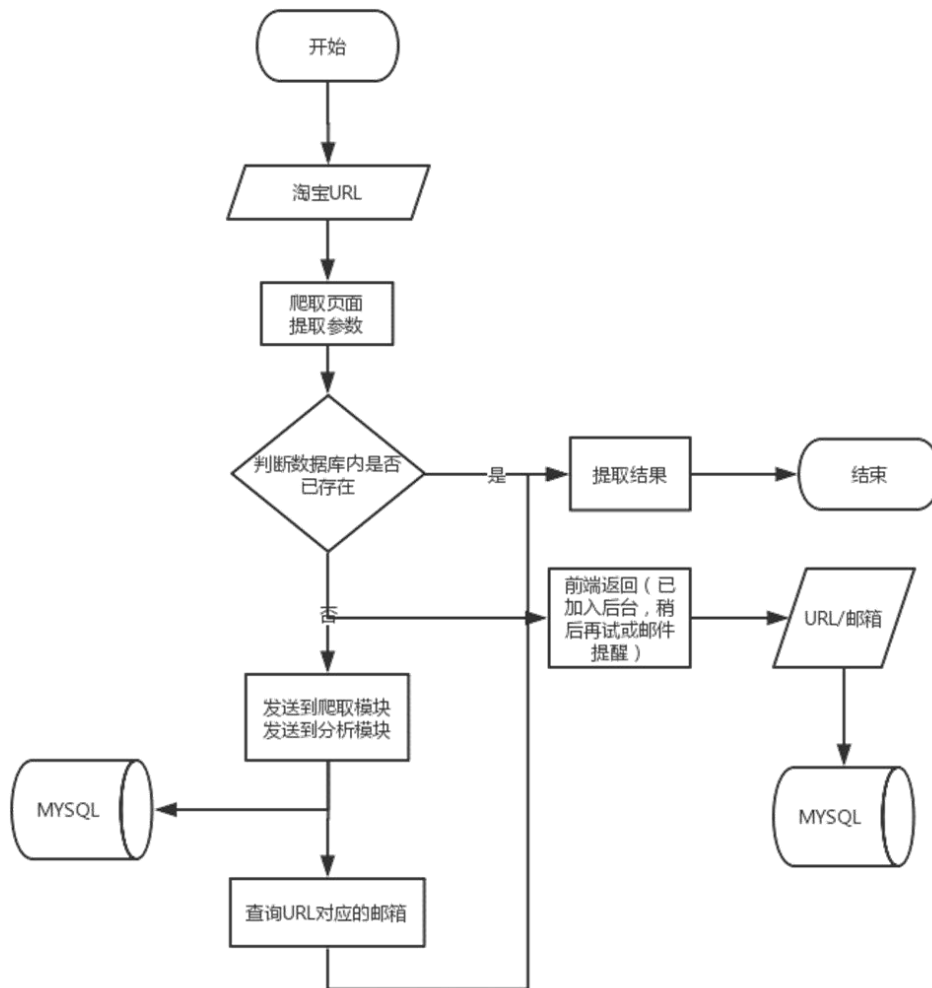 开始
淘宝URL
爬取页面
提取参数
判断数据库内是否
已存在
是
提取结果
结束
否
前端返回（已
加入后台，稍
后再试或邮件
提醒）
URL/邮箱
发送到爬取模块
发送到分析模块
MYSQL
MYSQL
查询URL对应的邮箱